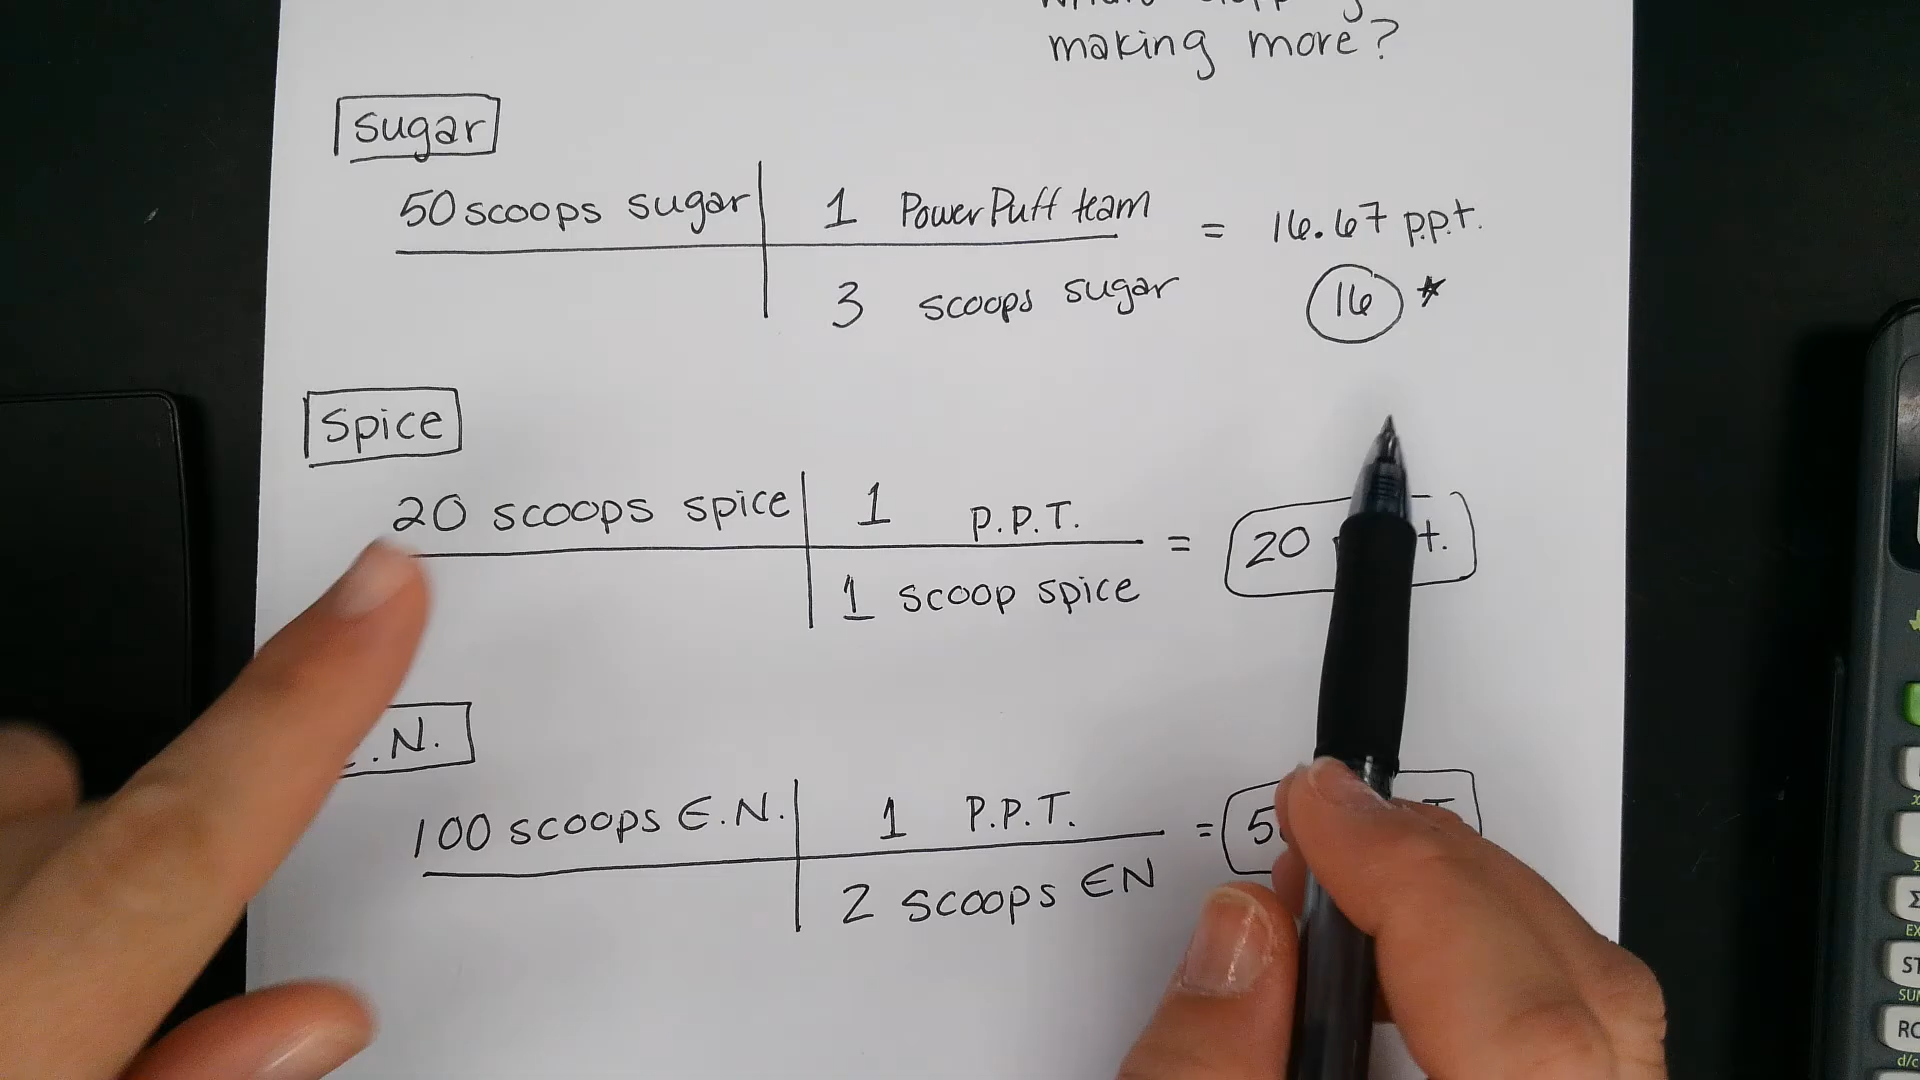 making more?
sugar
50 scoops sugar 1 PowerPuff team = 16.67 p.p.t.
3 scoops sugar 16 *
Spice
20 scoops spice 1 P.P.T. = 20 t.
1 scoop spice
.N.
100 scoops E.N. 1 P.P.T. = 5
2 scoops EN